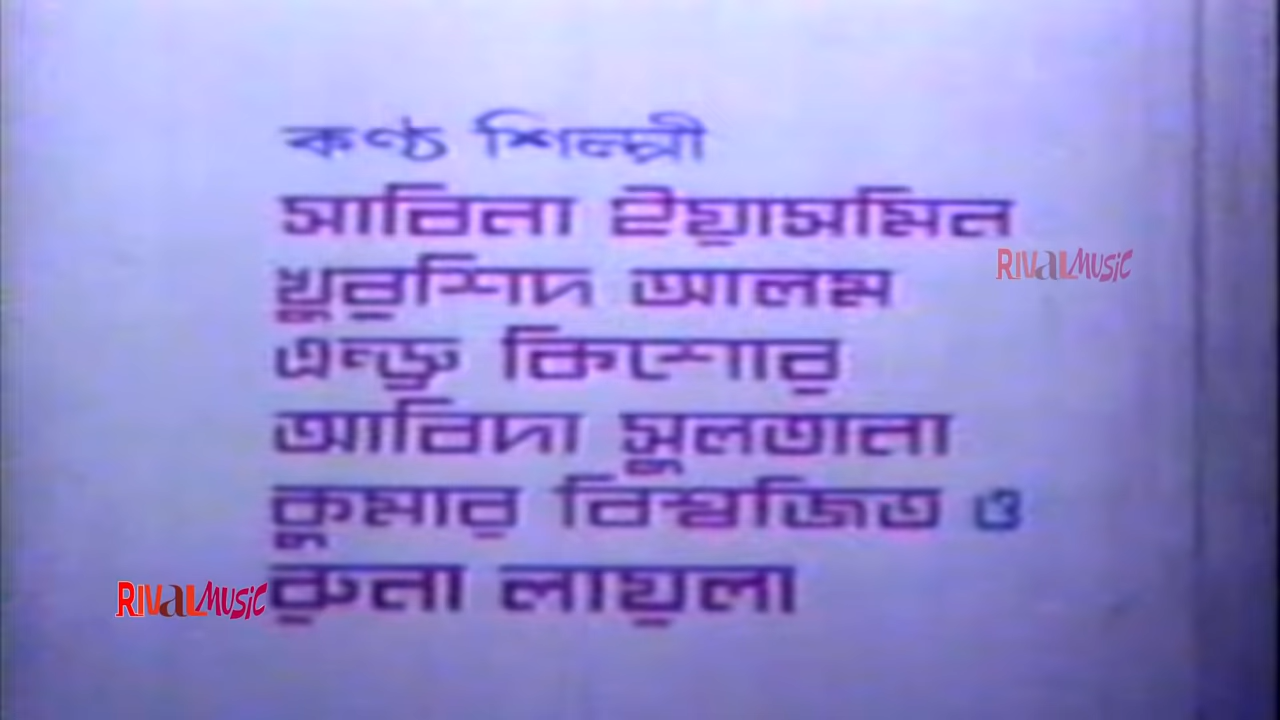 কণ্ঠ শিল্পী
সাবিনা ইয়াসমিন
খুরশিদ আলম
RIVALMUSIC
এন্ড্রু কিশোর
আবিদা সুলতানা
কুমার বিশ্বজিত ও
RIVALMUSIC
রুনা লায়লা